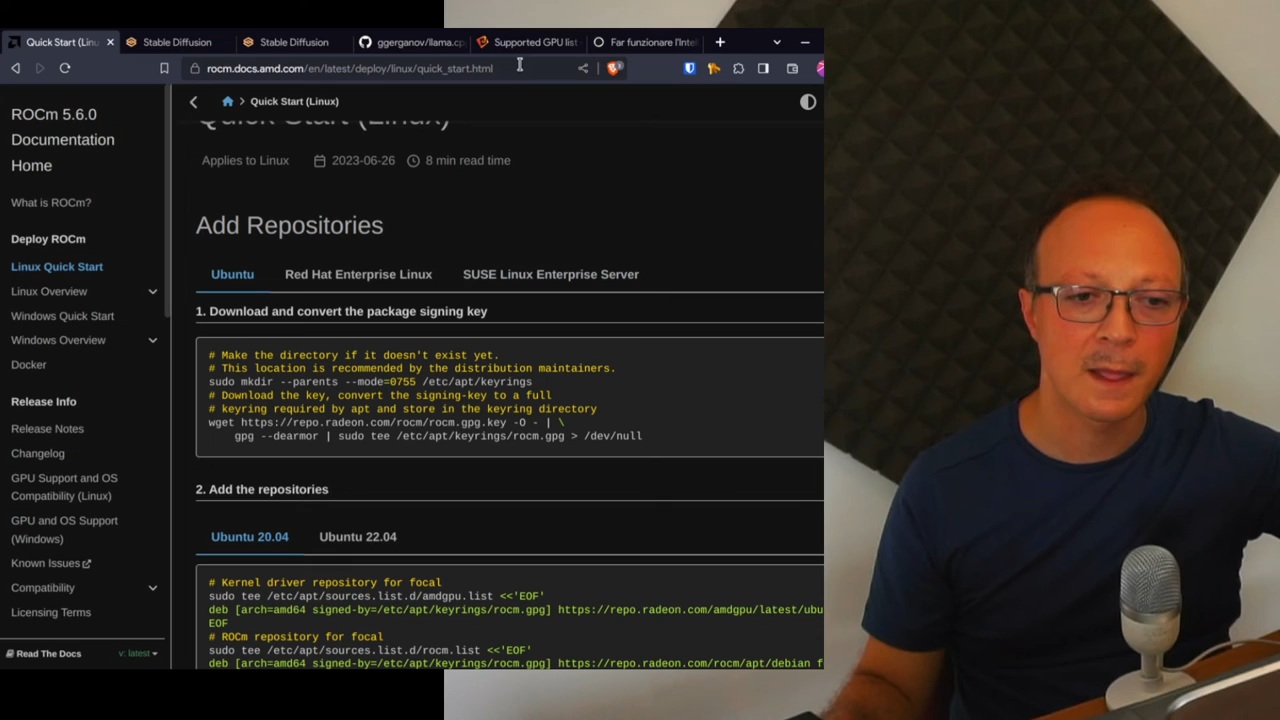 Quick Start (Linu
Stable Diffusion
Stable Diffusion
ggerganov/llama.cp
Supported GPU list
Far funzionare l'Inte
rocm.docs.amd.com/en/latest/deploy/linux/quick_start.html
ROCm 5.6.0
Documentation
Home
What is ROCm?
Deploy ROCm
Linux Quick Start
Linux Overview
Windows Quick Start
Windows Overview
Docker
Release Info
Release Notes
Changelog
GPU Support and OS
Compatibility (Linux)
GPU and OS Support
(Windows)
Known Issues
Compatibility
Licensing Terms
Read The Docs
v: latest
Quick Start (Linux)
Quick Start (Linux)
Applies to Linux
2023-06-26
8 min read time
Add Repositories
Ubuntu
Red Hat Enterprise Linux
SUSE Linux Enterprise Server
1. Download and convert the package signing key
# Make the directory if it doesn't exist yet.
# This location is recommended by the distribution maintainers.
sudo mkdir --parents --mode=0755 /etc/apt/keyrings
# Download the key, convert the signing-key to a full
# keyring required by apt and store in the keyring directory
wget https://repo.radeon.com/rocm/rocm.gpg.key -O - | \
gpg --dearmor | sudo tee /etc/apt/keyrings/rocm.gpg > /dev/null
2. Add the repositories
Ubuntu 20.04
Ubuntu 22.04
# Kernel driver repository for focal
sudo tee /etc/apt/sources.list.d/amdgpu.list <<'EOF'
deb [arch=amd64 signed-by=/etc/apt/keyrings/rocm.gpg] https://repo.radeon.com/amdgpu/latest/ubu
EOF
# ROCm repository for focal
sudo tee /etc/apt/sources.list.d/rocm.list <<'EOF'
deb [arch=amd64 signed-by=/etc/apt/keyrings/rocm.gpg] https://repo.radeon.com/rocm/apt/debian f